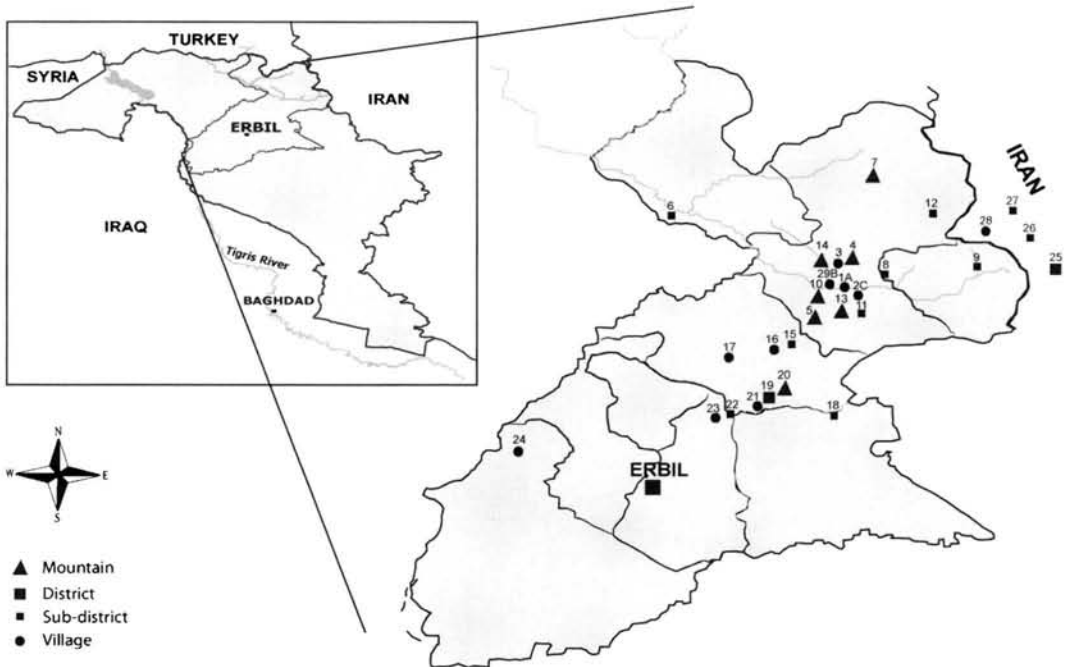 TURKEY
SYRIA
IRAN
ERBIL
IRAQ
Tigris River
BAGHDAD
N
W E
S
Mountain
District
Sub-district
Village
IRAN
7
12
27
28
26
25
6
14
3
4
8
9
29B
1A
2C
10
13
11
5
15
16
17
20
19
21
22
23
18
24
ERBIL